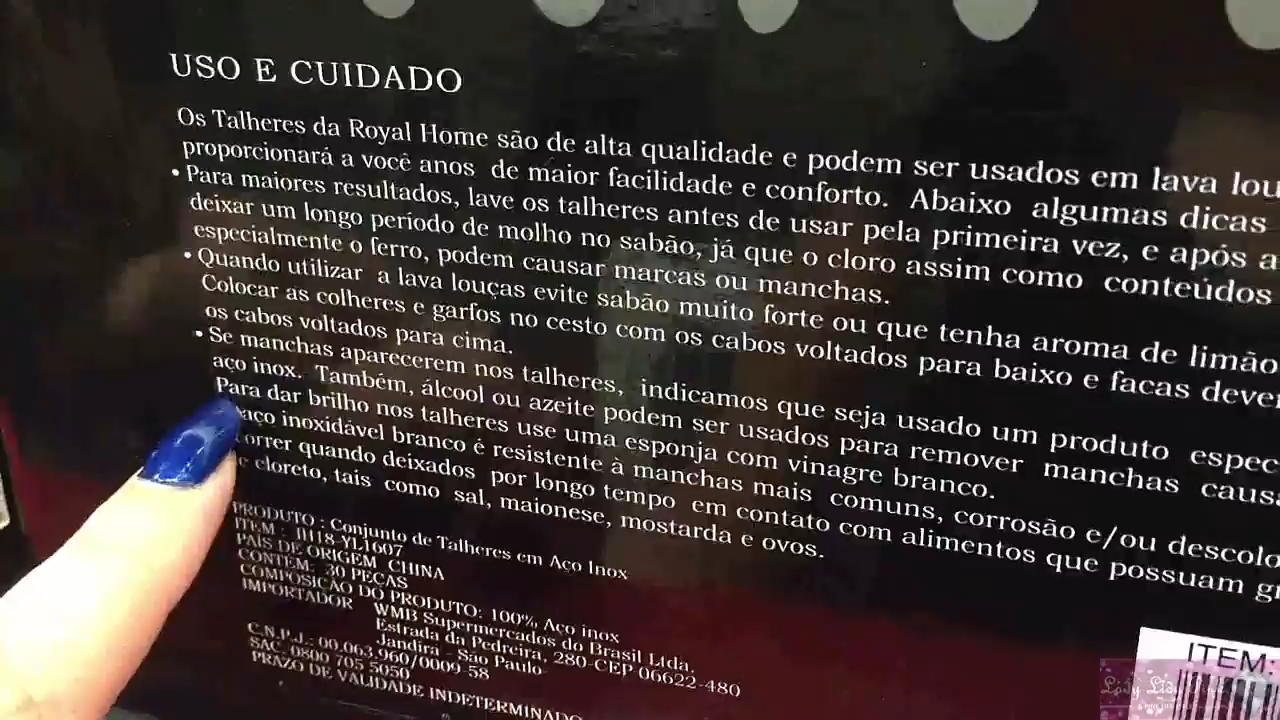 USO E CUIDADO
Os Talheres da Royal Home são de alta qualidade e podem ser usados em lava lou
proporcionará a você anos de maior facilidade e conforto. Abaixo algumas dicas
• Para maiores resultados, lave os talheres antes de usar pela primeira vez, e após a
deixar um longo período de molho no sabão, já que o cloro assim como conteúdos
especialmente o ferro, podem causar marcas ou manchas.
• Quando utilizar a lava louças evite sabão muito forte ou que tenha aroma de limão
Colocar as colheres e garfos no cesto com os cabos voltados para baixo e facas deve
os cabos voltados para cima.
• Se manchas aparecerem nos talheres, indicamos que seja usado um produto espec
aço inox. Também, álcool ou azeite podem ser usados para remover manchas caus
Para dar brilho nos talheres use uma esponja com vinagre branco.
aço inoxidável branco é resistente à manchas mais comuns, corrosão e/ou descolo
correr quando deixados por longo tempo em contato com alimentos que possuam gr
e cloreto, tais como sal, maionese, mostarda e ovos.
PRODUTO : Conjunto de Talheres em Aço Inox
ITEM : IH18-YL1607
PAÍS DE ORIGEM CHINA
CONTÉM: 30 PEÇAS
COMPOSIÇÃO DO PRODUTO: 100% Aço inox
IMPORTADOR WMB Supermercados do Brasil Ltda.
Estrada da Pedreira, 280-CEP 06622-480
Jandira - São Paulo
C.N.P.J.: 00.063.960/0009-58
SAC 0800 705 5050
PRAZO DE VALIDADE INDETERMINADO
ITEM: